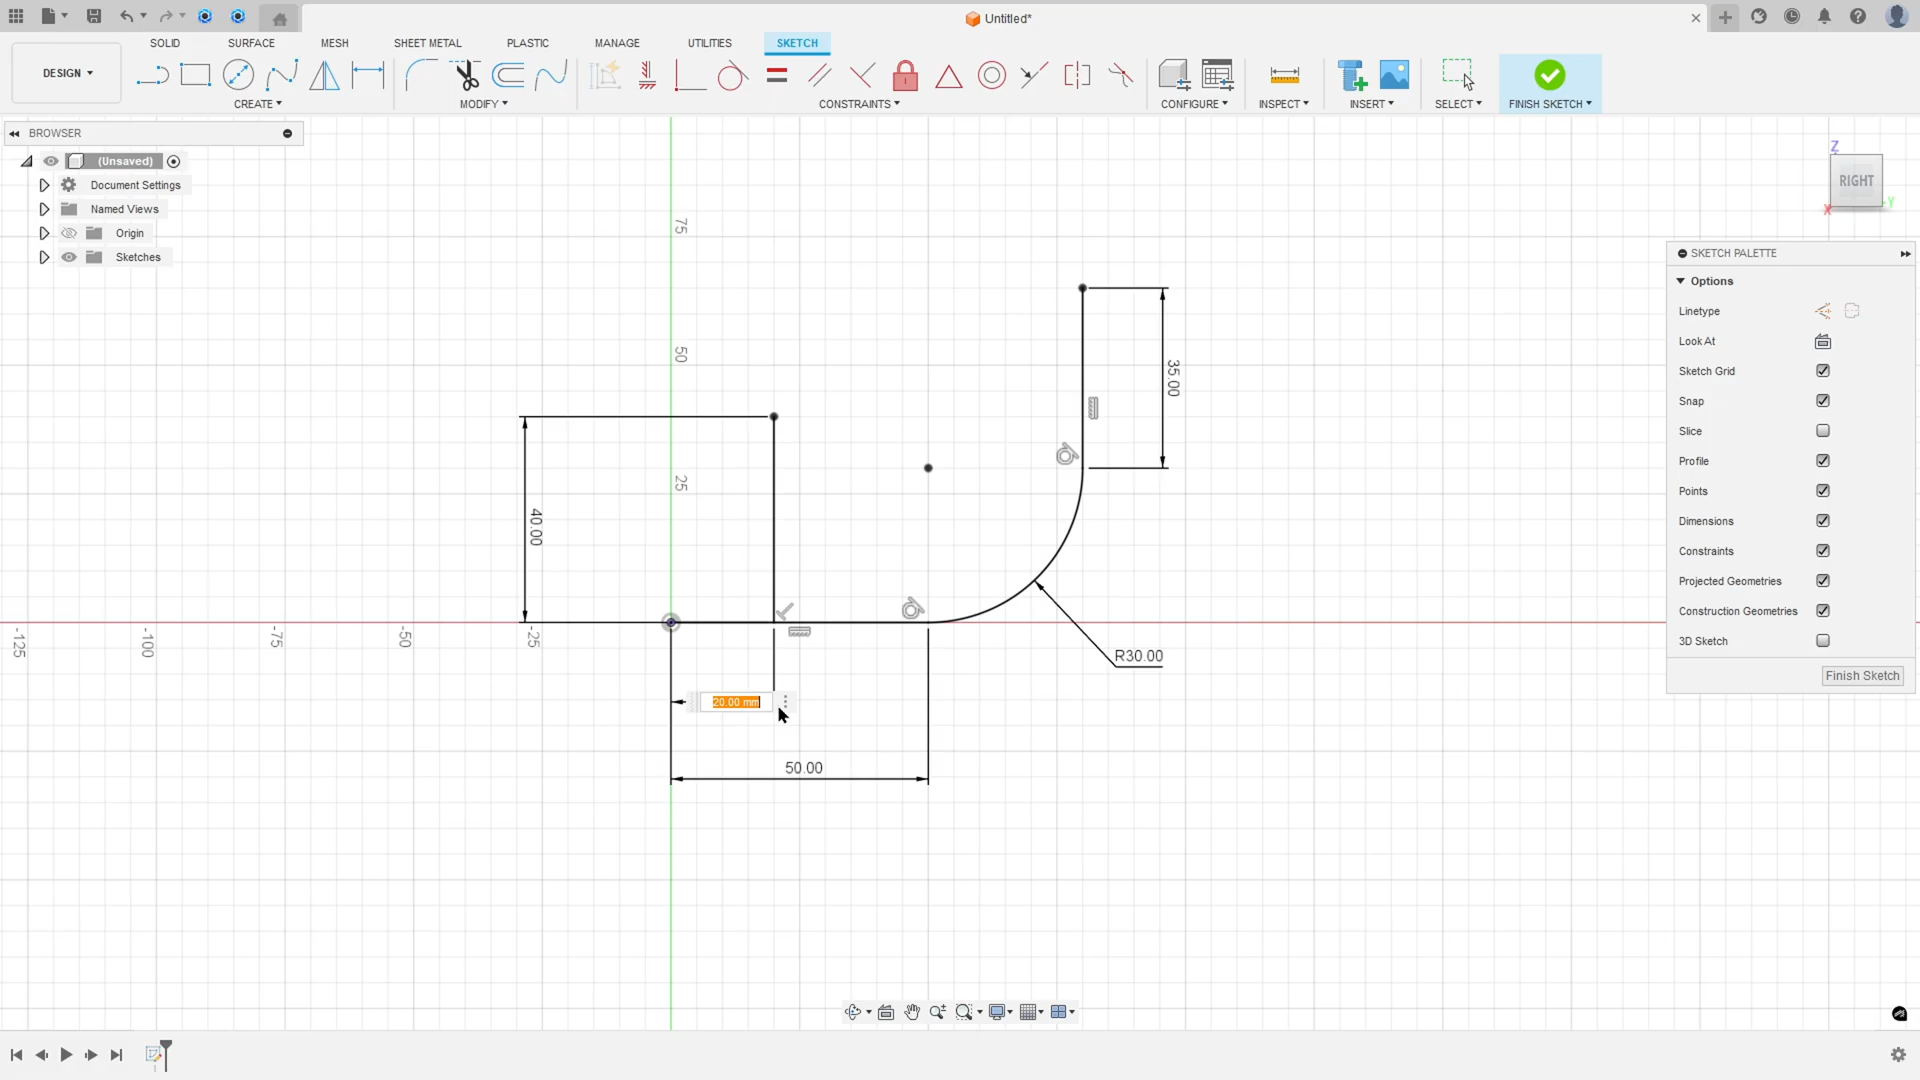 Untitled*
DESIGN
SOLID
SURFACE
MESH
SHEET METAL
PLASTIC
MANAGE
UTILITIES
SKETCH
CREATE
MODIFY
CONSTRAINTS
CONFIGURE
INSPECT
INSERT
SELECT
FINISH SKETCH
BROWSER
(Unsaved)
Document Settings
Named Views
Origin
Sketches
Z
RIGHT
X
Y
SKETCH PALETTE
Options
Linetype
Look At
Sketch Grid
Snap
Slice
Profile
Points
Dimensions
Constraints
Projected Geometries
Construction Geometries
3D Sketch
Finish Sketch
75
50
25
-125
-100
-75
-50
-25
35.00
40.00
R30.00
20.00 mm
50.00